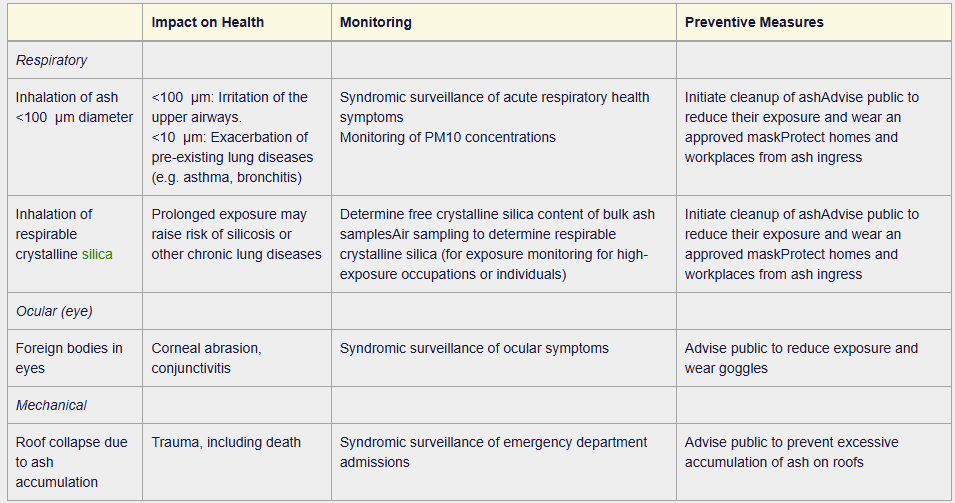 Impact on Health Monitoring Preventive Measures
Respiratory
Inhalation of ash <100 μm diameter
<100 μm: Irritation of the upper airways.
<10 μm: Exacerbation of pre-existing lung diseases (e.g. asthma, bronchitis)
Syndromic surveillance of acute respiratory health symptoms
Monitoring of PM10 concentrations
Initiate cleanup of ashAdvise public to reduce their exposure and wear an approved maskProtect homes and workplaces from ash ingress
Inhalation of respirable crystalline silica
Prolonged exposure may raise risk of silicosis or other chronic lung diseases
Determine free crystalline silica content of bulk ash samplesAir sampling to determine respirable crystalline silica (for exposure monitoring for high-exposure occupations or individuals)
Initiate cleanup of ashAdvise public to reduce their exposure and wear an approved maskProtect homes and workplaces from ash ingress
Ocular (eye)
Foreign bodies in eyes
Corneal abrasion, conjunctivitis
Syndromic surveillance of ocular symptoms
Advise public to reduce exposure and wear goggles
Mechanical
Roof collapse due to ash accumulation
Trauma, including death
Syndromic surveillance of emergency department admissions
Advise public to prevent excessive accumulation of ash on roofs